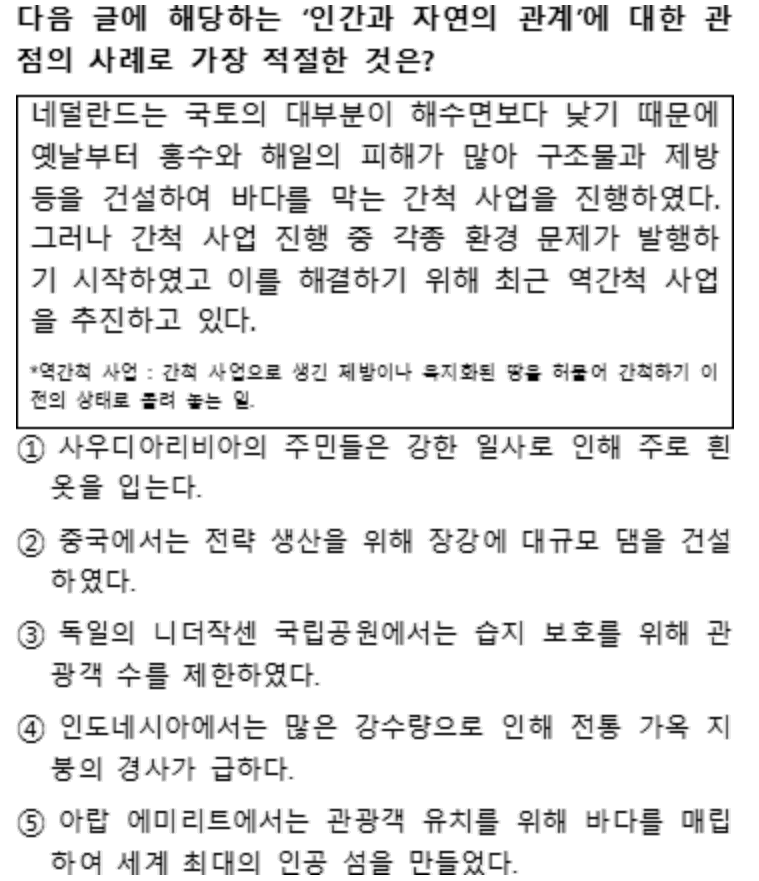 다음 글에 해당하는 ‘인간과 자연의 관계’에 대한 관
점의 사례로 가장 적절한 것은?
네덜란드는 국토의 대부분이 해수면보다 낮기 때문에
옛날부터 홍수와 해일의 피해가 많아 구조물과 제방
등을 건설하여 바다를 막는 간척 사업을 진행하였다.
그러나 간척 사업 진행 중 각종 환경 문제가 발행하
기 시작하였고 이를 해결하기 위해 최근 역간척 사업
을 추진하고 있다.
*역간척 사업 : 간척 사업으로 생긴 제방이나 육지화된 땅을 허물어 간척하기 이
전의 상태로 돌려 놓는 일.
① 사우디아리비아의 주민들은 강한 일사로 인해 주로 흰
옷을 입는다.
② 중국에서는 전략 생산을 위해 장강에 대규모 댐을 건설
하였다.
③ 독일의 니더작센 국립공원에서는 습지 보호를 위해 관
광객 수를 제한하였다.
④ 인도네시아에서는 많은 강수량으로 인해 전통 가옥 지
붕의 경사가 급하다.
⑤ 아랍 에미리트에서는 관광객 유치를 위해 바다를 매립
하여 세계 최대의 인공 섬을 만들었다.